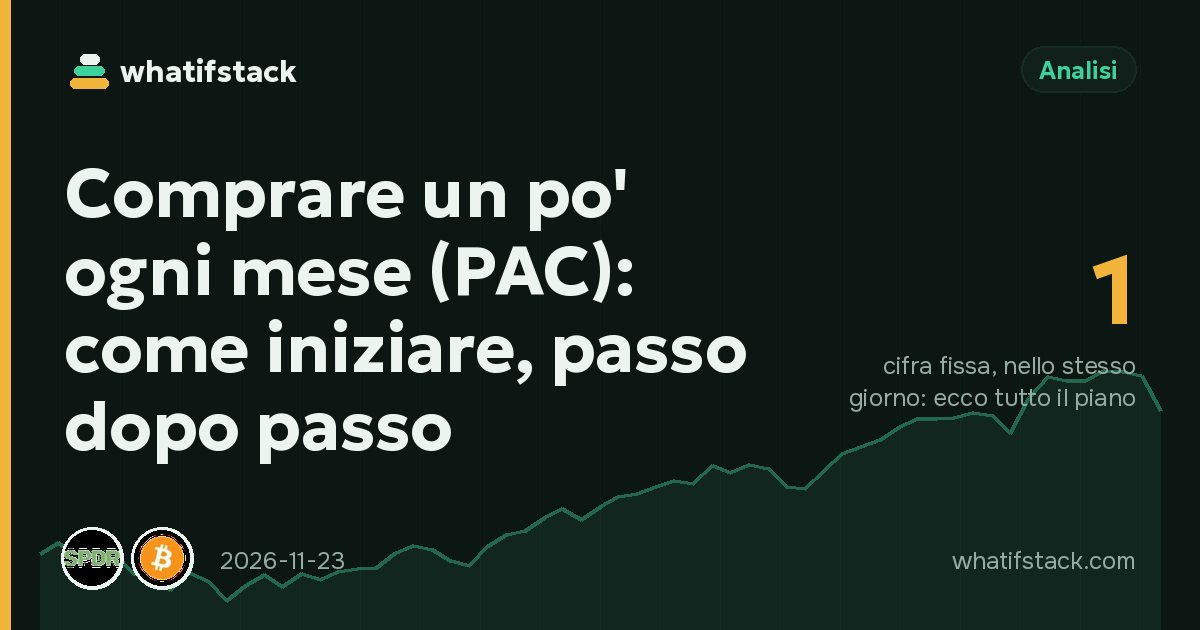 whatifstack
Analisi
Comprare un po'
ogni mese (PAC):
come iniziare, passo
dopo passo
1
cifra fissa, nello stesso
giorno: ecco tutto il piano
SPDR
2026-11-23
whatifstack.com